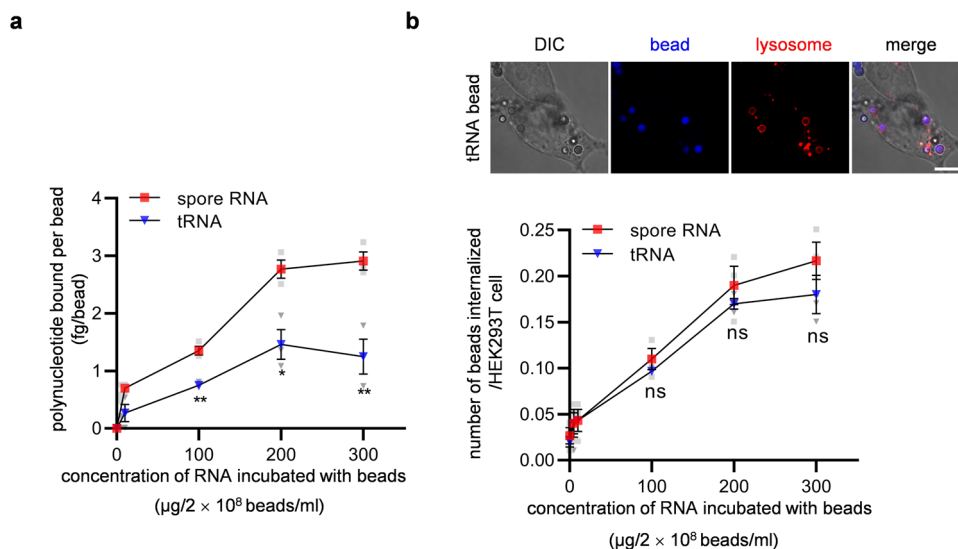 a
b
DIC
bead
lysosome
merge
tRNA bead
spore RNA
tRNA
polynucleotide bound per bead
(fg/bead)
4
3
2
1
0
**
*
**
0
100
200
300
concentration of RNA incubated with beads
(µg/2 × 10⁸ beads/ml)
spore RNA
tRNA
number of beads internalized
/HEK293T cell
0.25
0.20
0.15
0.10
0.05
0.00
ns
ns
ns
0
100
200
300
concentration of RNA incubated with beads
(µg/2 × 10⁸ beads/ml)